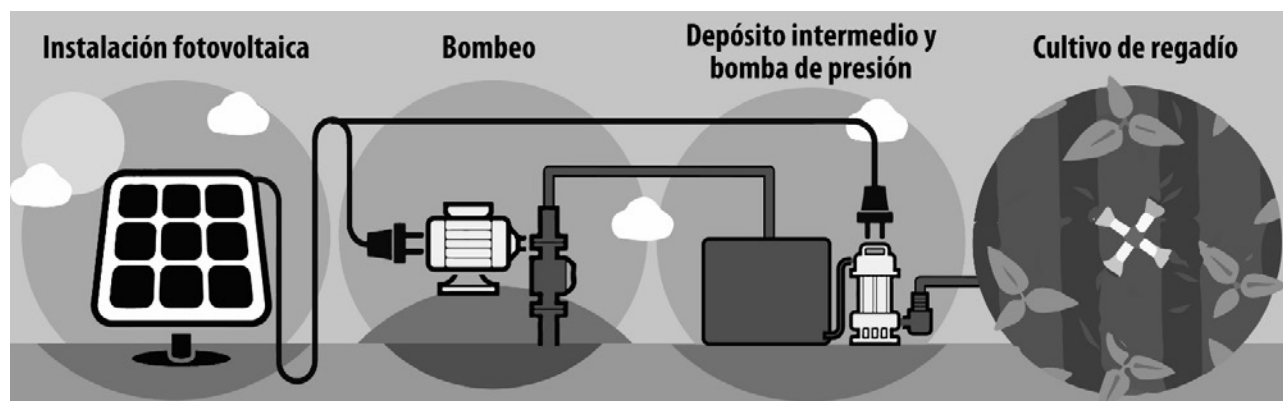 Instalación fotovoltaica
Bombeo
Depósito intermedio y
bomba de presión
Cultivo de regadío